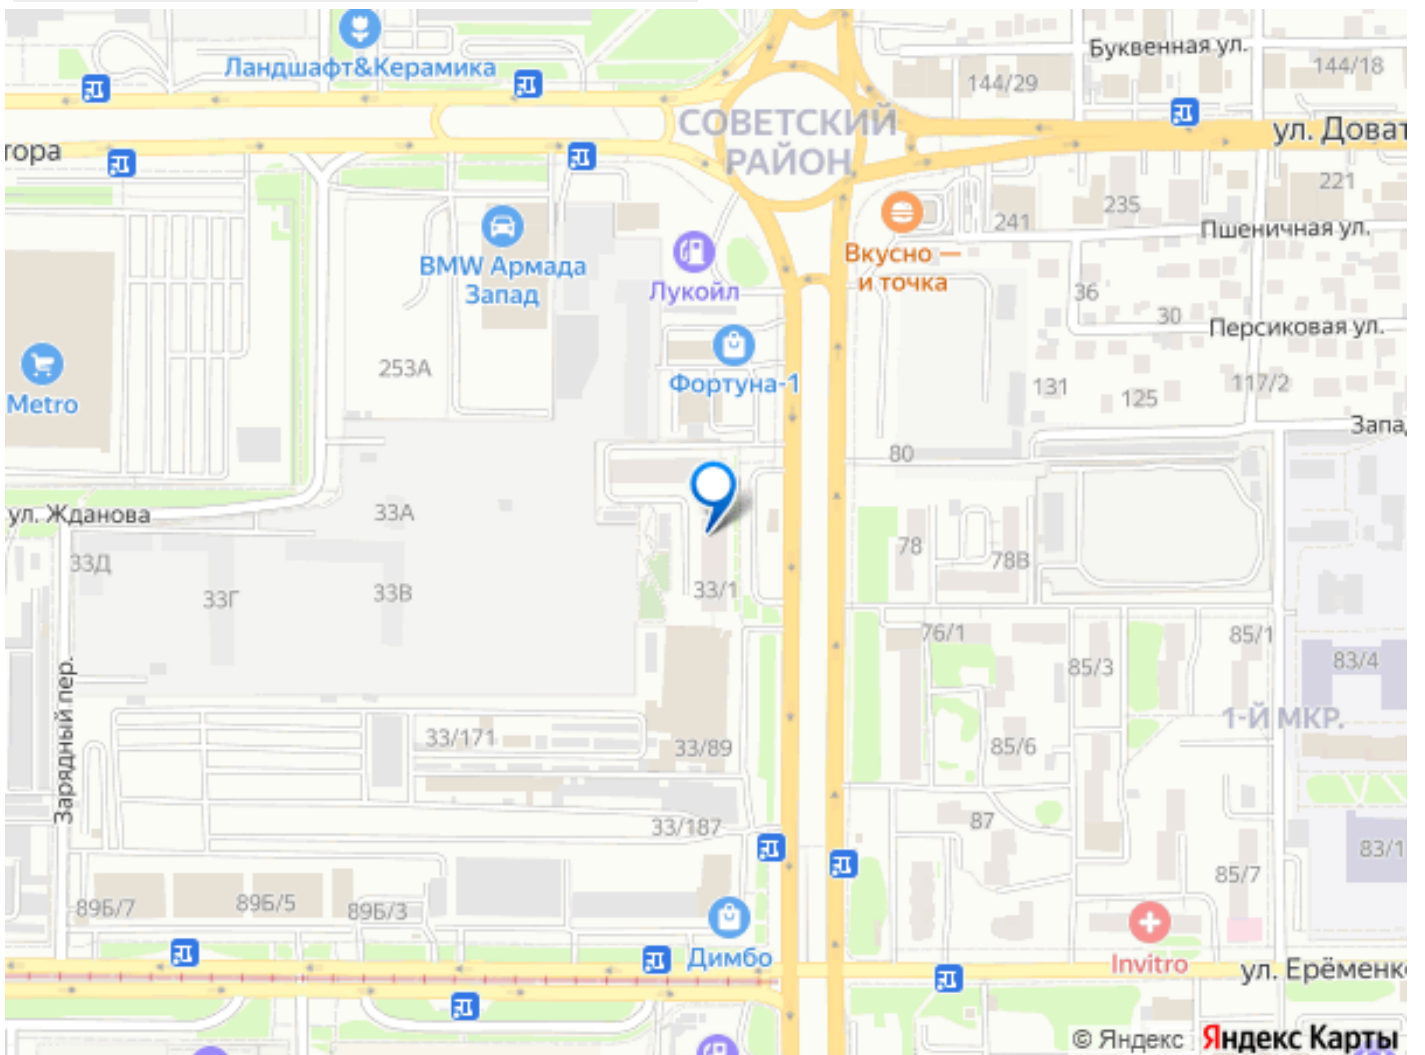 Ландшафт&Керамика
Буквенная ул.
144/29
144/18
СОВЕТСКИЙ
РАЙОН
ул. Доват
тора
221
235
241
Пшеничная ул.
BMW Армада
Запад
Лукойл
Вкусно —
и точка
36
30
Персиковая ул.
Metro
253А
Фортуна-1
131
125
117/2
Запад
80
ул. Жданова
33А
33Д
33Г
33В
33/1
78
78В
76/1
85/3
85/1
83/4
1-Й МКР.
Зарядный пер.
33/171
33/89
85/6
33/187
87
83/1
85/7
89Б/7
89Б/5
89Б/3
Димбо
Invitro
ул. Ерёменко
© Яндекс Яндекс Карты